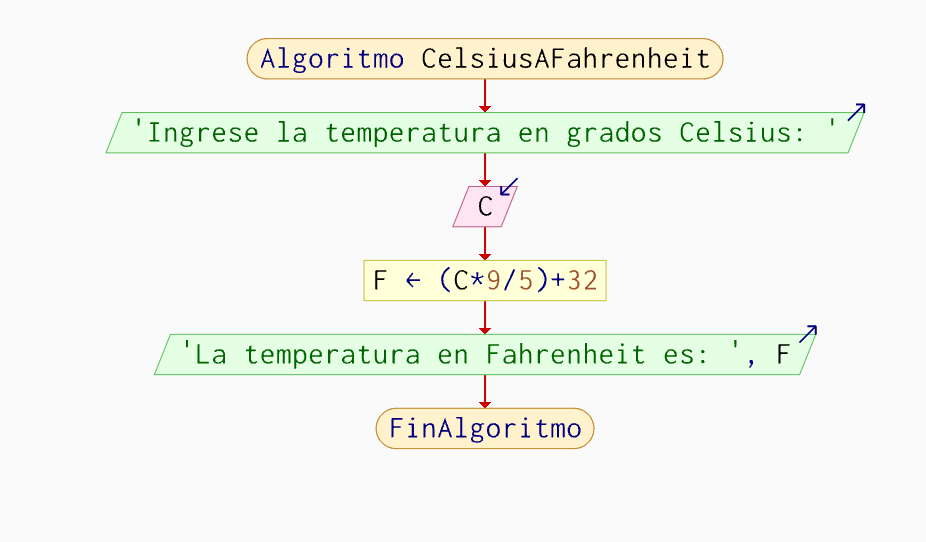 Algoritmo CelsiusAFahrenheit
'Ingrese la temperatura en grados Celsius: '
C
F ← (C*9/5)+32
'La temperatura en Fahrenheit es: ', F
FinAlgoritmo